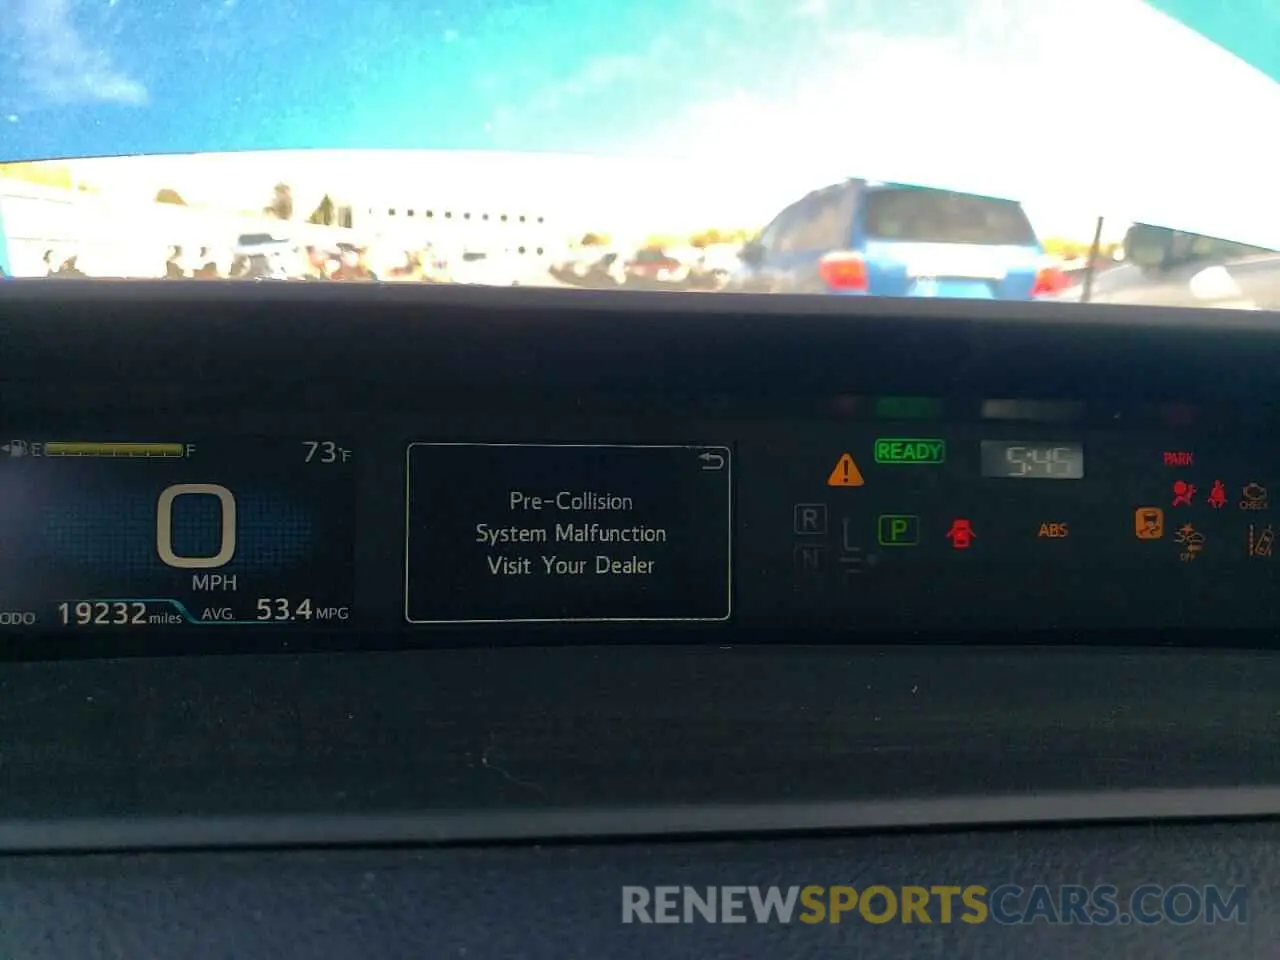 E F 73°F
0
MPH
ODO 19232 miles AVG. 53.4 MPG
Pre-Collision
System Malfunction
Visit Your Dealer
READY 5:45 PARK
R P ABS CHECK
N OFF
RENEWSPORTSCARS.COM